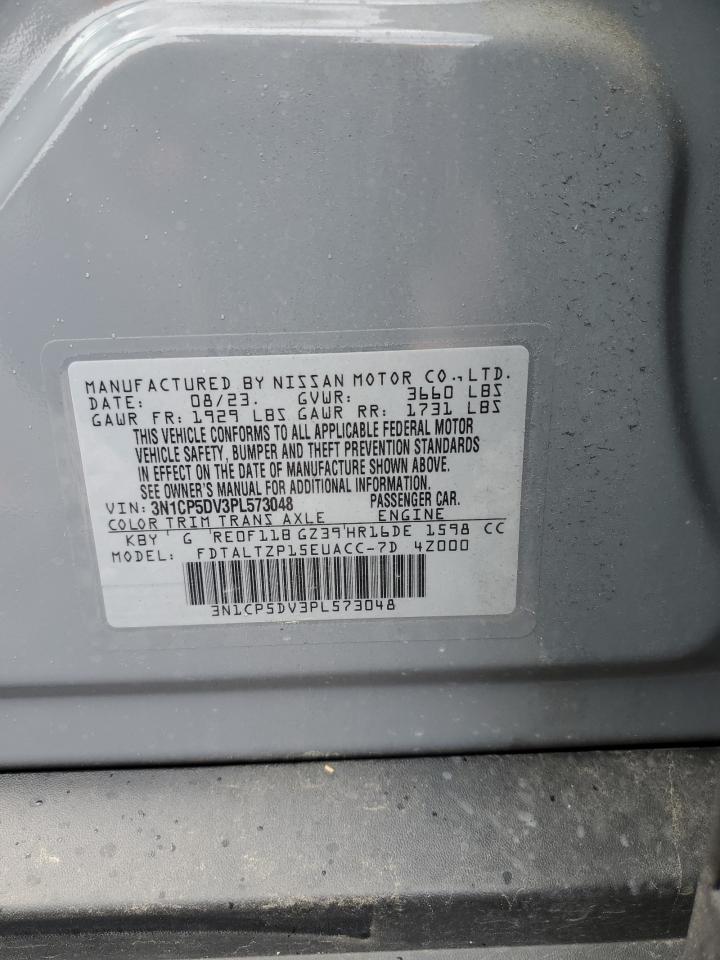 MANUFACTURED BY NISSAN MOTOR CO.,LTD.
DATE: 08/23. GVWR: 3660 LBS
GAWR FR: 1929 LBS GAWR RR: 1731 LBS
THIS VEHICLE CONFORMS TO ALL APPLICABLE FEDERAL MOTOR
VEHICLE SAFETY, BUMPER AND THEFT PREVENTION STANDARDS
IN EFFECT ON THE DATE OF MANUFACTURE SHOWN ABOVE.
SEE OWNER'S MANUAL FOR ADDITIONAL INFORMATION.
VIN: 3N1CP5DV3PL573048 PASSENGER CAR.
COLOR TRIM TRANS AXLE ENGINE
KBY G RE0F11B GZ39 HR16DE 1598 CC
MODEL: FDTALTZP15EUACC-7D 4Z000
3N1CP5DV3PL573048